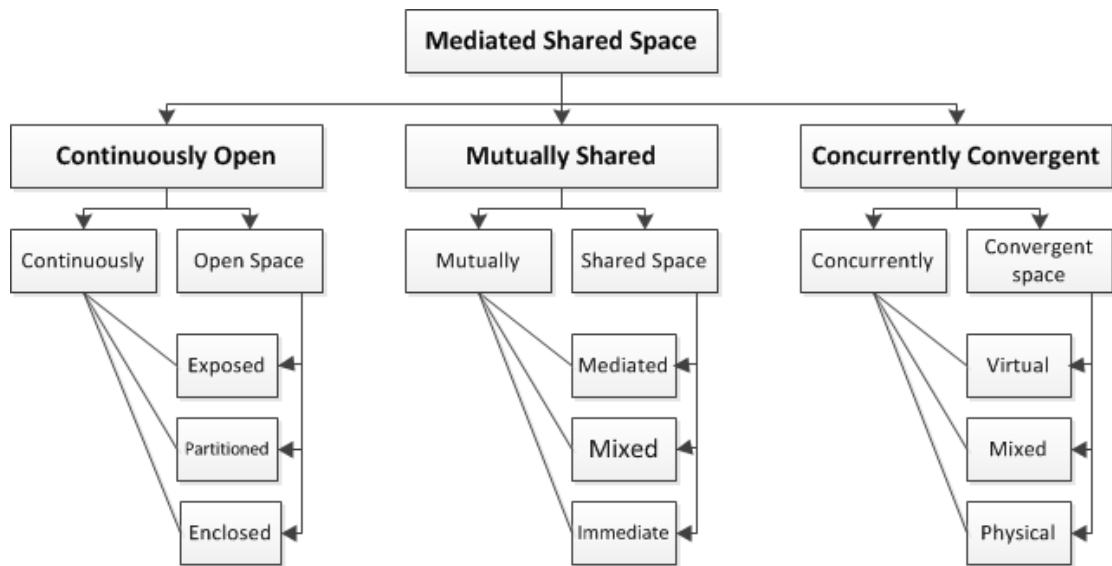 Mediated Shared Space
Continuously Open
Mutually Shared
Concurrently Convergent
Continuously
Open Space
Mutually
Shared Space
Concurrently
Convergent
space
Exposed
Mediated
Virtual
Partitioned
Mixed
Mixed
Enclosed
Immediate
Physical